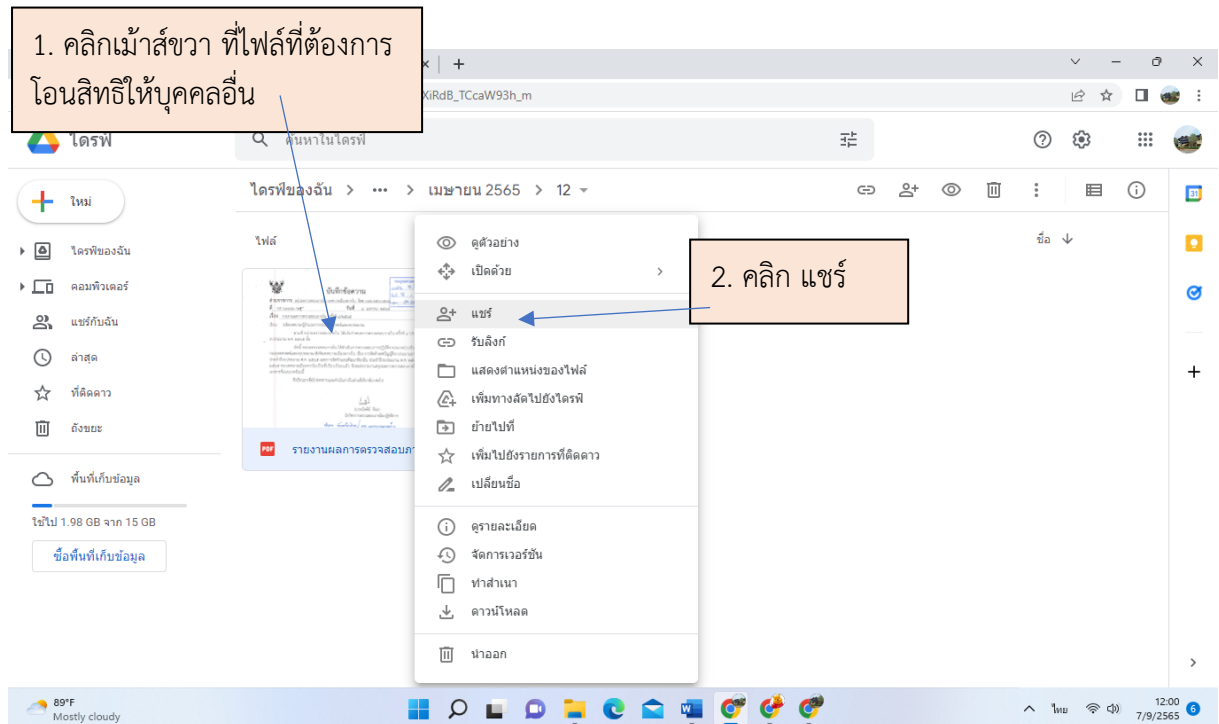 1. คลิกเม้าส์ขวา ที่ไฟล์ที่ต้องการ
โอนสิทธิให้บุคคลอื่น
XiRdB_TCcaW93h_m
ไดรฟ์
ค้นหาในไดรฟ์
ใหม่
ไดรฟ์ของฉัน
คอมพิวเตอร์
แชร์กับฉัน
ล่าสุด
ที่ติดดาว
ถังขยะ
พื้นที่เก็บข้อมูล
ใช้ไป 1.98 GB จาก 15 GB
ซื้อพื้นที่เก็บข้อมูล
ไดรฟ์ของฉัน > ••• > เมษายน 2565 > 12
ไฟล์
ชื่อ
บันทึกข้อความ
PDF รายงานผลการตรวจสอบภา
ดูตัวอย่าง
เปิดด้วย
แชร์
รับลิงก์
แสดงตำแหน่งของไฟล์
เพิ่มทางลัดไปยังไดรฟ์
ย้ายไปที่
เพิ่มไปยังรายการที่ติดดาว
เปลี่ยนชื่อ
ดูรายละเอียด
จัดการเวอร์ชัน
ทำสำเนา
ดาวน์โหลด
นำออก
2. คลิก แชร์
31
89°F
Mostly cloudy
ไทย
12:00
7/9/2565
6